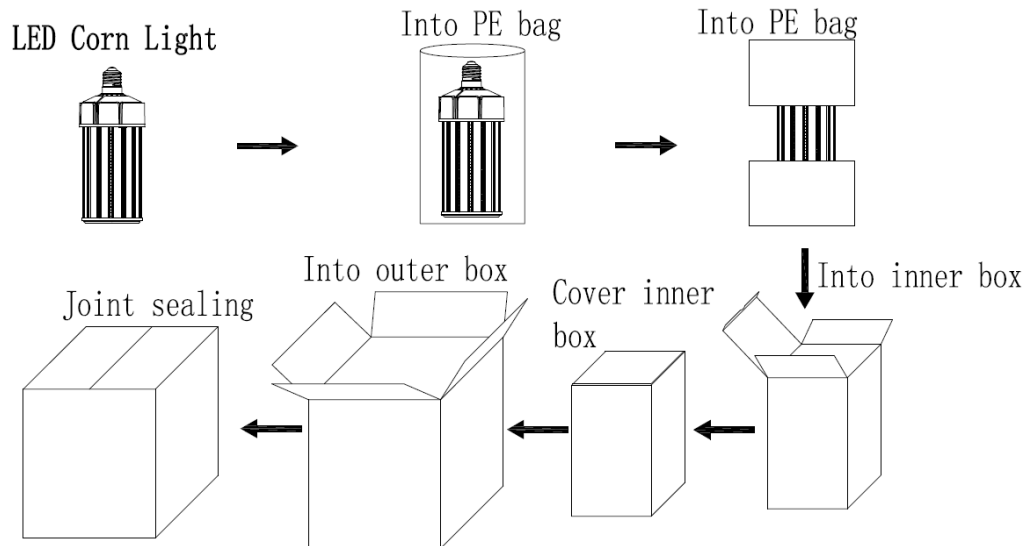 LED Corn Light
Into PE bag
Into PE bag
Into inner box
Cover inner
box
Into outer box
Joint sealing